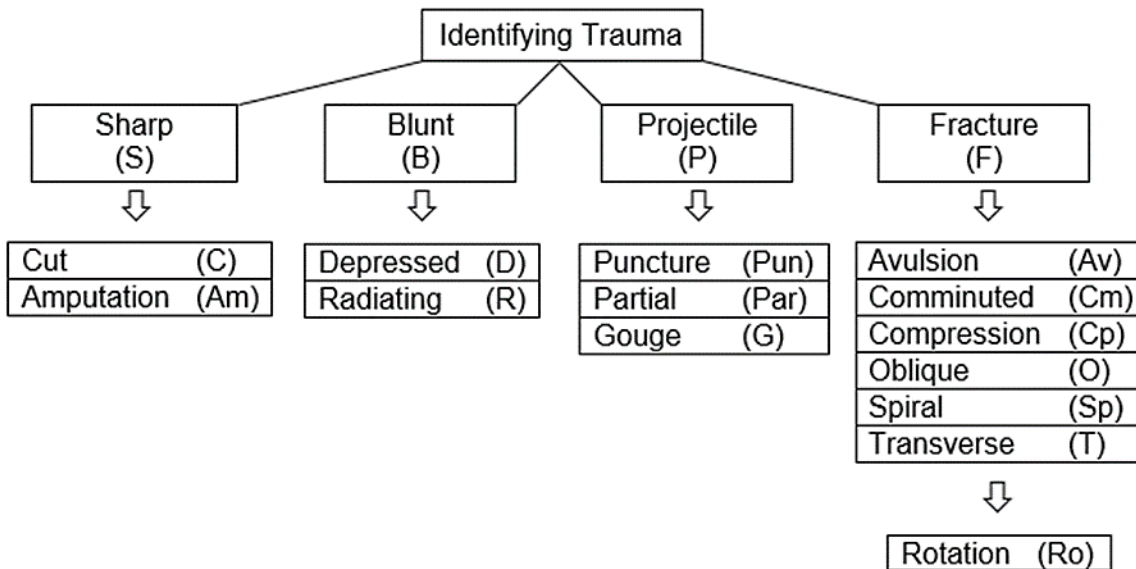 Identifying Trauma
Sharp
(S)
Blunt
(B)
Projectile
(P)
Fracture
(F)
Cut (C)
Amputation (Am)
Depressed (D)
Radiating (R)
Puncture (Pun)
Partial (Par)
Gouge (G)
Avulsion (Av)
Comminuted (Cm)
Compression (Cp)
Oblique (O)
Spiral (Sp)
Transverse (T)
Rotation (Ro)